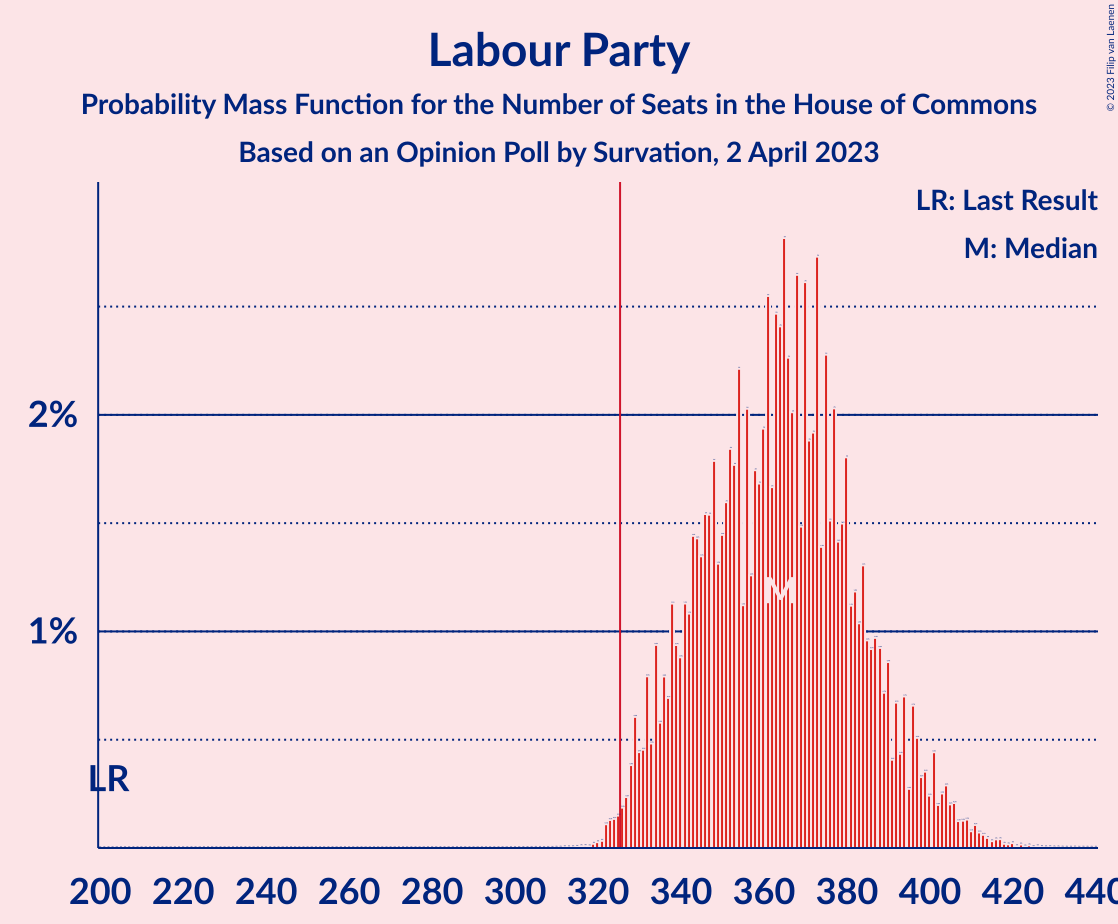 Labour Party
Probability Mass Function for the Number of Seats in the House of Commons
Based on an Opinion Poll by Survation, 2 April 2023
© 2023 Filip van Laenen
LR: Last Result
M: Median
2%
1%
M
LR
200 220 240 260 280 300 320 340 360 380 400 420 440